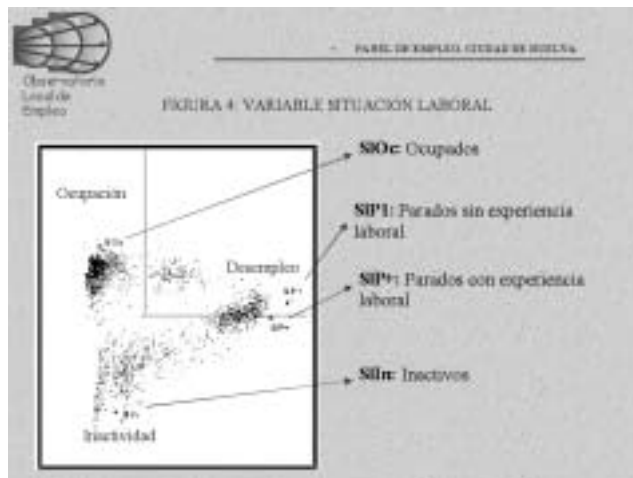 PANEL DE EMPLEO. CIUDAD DE HUELVA
Observatorio
Local de
Empleo
FIGURA 4: VARIABLE SITUACIÓN LABORAL
SiOc: Ocupados
Ocupación
SiP1: Parados sin experiencia
laboral
Desempleo
SiP+: Parados con experiencia
laboral
SiIn: Inactivos
Inactividad